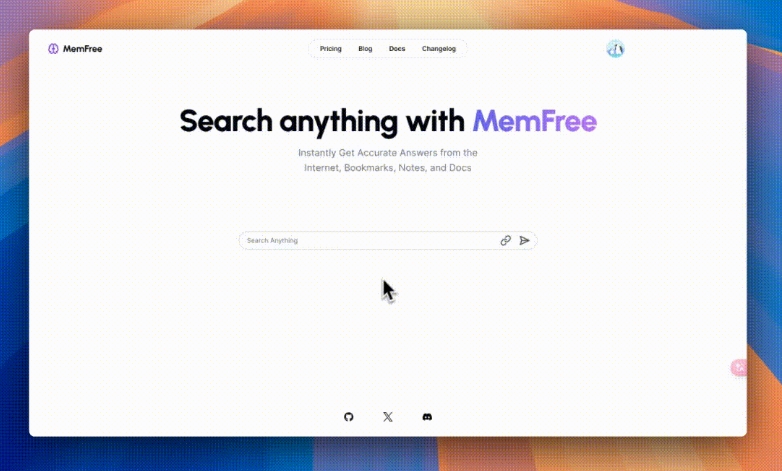 MemFree
Pricing Blog Docs Changelog
Search anything with MemFree
Instantly Get Accurate Answers from the
Internet, Bookmarks, Notes, and Docs
Search Anything